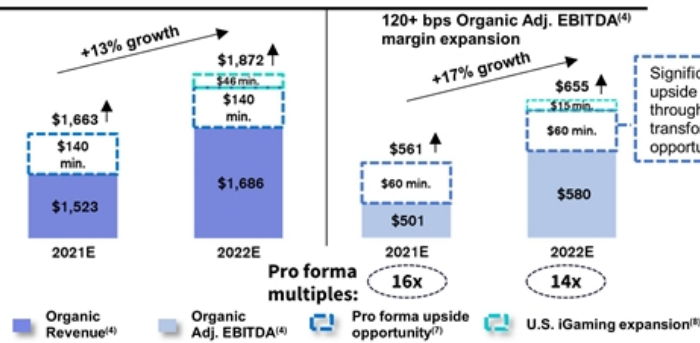 120+ bps Organic Adj. EBITDA(4)
margin expansion
+13% growth
$1,872
$46 min.
$140
min.
$1,686
2022E
$1,663
$140
min.
$1,523
2021E
+17% growth
$561
$60 min.
$501
2021E
$655
$15 min.
$60 min.
$580
2022E
upside
through
Pro forma
multiples:
16x
14x
Organic
Revenue(4)
Organic
Adj. EBITDA(4)
Pro forma upside
opportunity(7)
U.S. iGaming expansion(8)